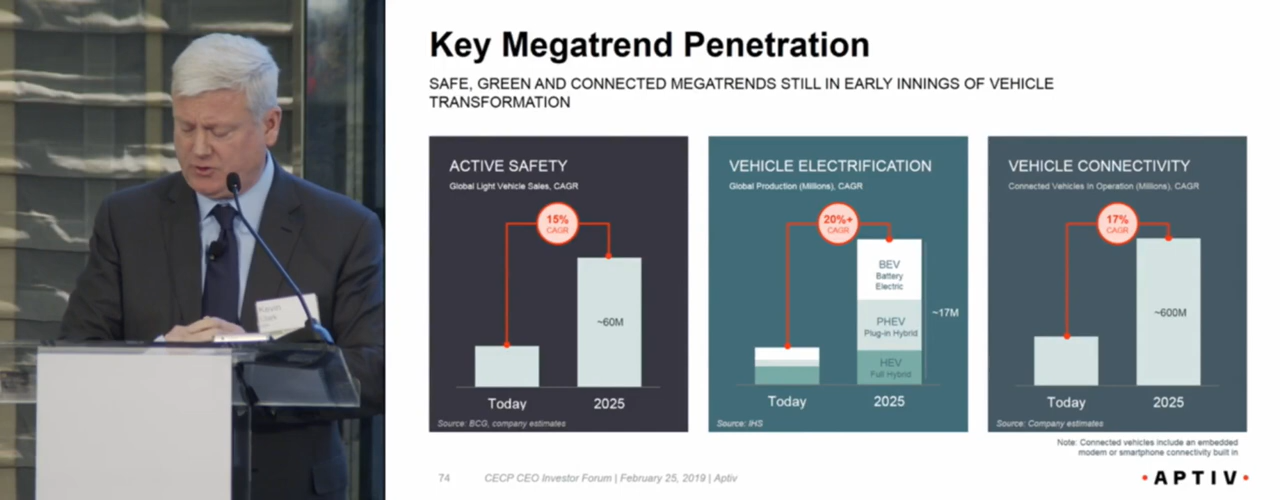 Key Megatrend Penetration
SAFE, GREEN AND CONNECTED MEGATRENDS STILL IN EARLY INNINGS OF VEHICLE
TRANSFORMATION
ACTIVE SAFETY
Global Light Vehicle Sales, CAGR
15%
CAGR
~60M
Today
2025
Source: BCG, company estimates
VEHICLE ELECTRIFICATION
Global Production (Millions), CAGR
20%+
CAGR
BEV
Battery
Electric
PHEV
Plug-in Hybrid
HEV
Full Hybrid
~17M
Today
2025
Source: IHS
VEHICLE CONNECTIVITY
Connected Vehicles In Operation (Millions), CAGR
17%
CAGR
~600M
Today
2025
Source: Company estimates
Note: Connected vehicles include an embedded
modem or smartphone connectivity built in
74
CECP CEO Investor Forum | February 25, 2019 | Aptiv
• APTIV •
Kevin